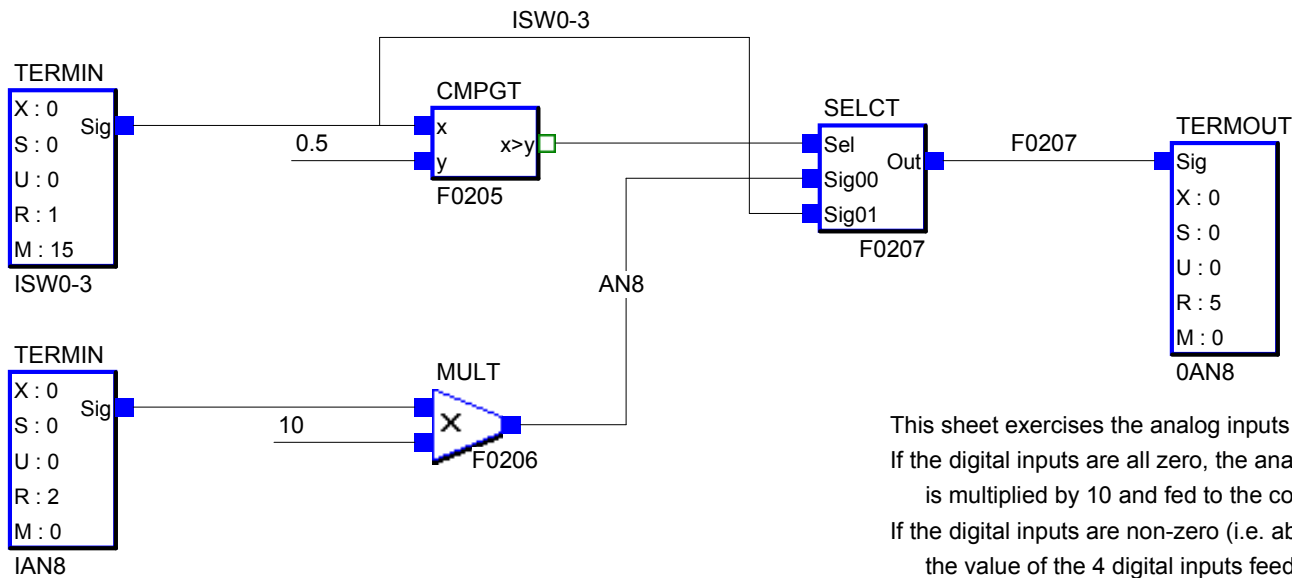 ISW0-3
TERMIN
X : 0
Sig
S : 0
U : 0
R : 1
M : 15
ISW0-3
0.5
CMPGT
x
x>y
y
F0205
SELCT
Sel
Out
Sig00
Sig01
F0207
F0207
TERMOUT
Sig
X : 0
S : 0
U : 0
R : 5
M : 0
0AN8
AN8
TERMIN
X : 0
Sig
S : 0
U : 0
R : 2
M : 0
IAN8
10
MULT
X
F0206
This sheet exercises the analog inputs
If the digital inputs are all zero, the ana
is multiplied by 10 and fed to the co
If the digital inputs are non-zero (i.e. ab
the value of the 4 digital inputs feed